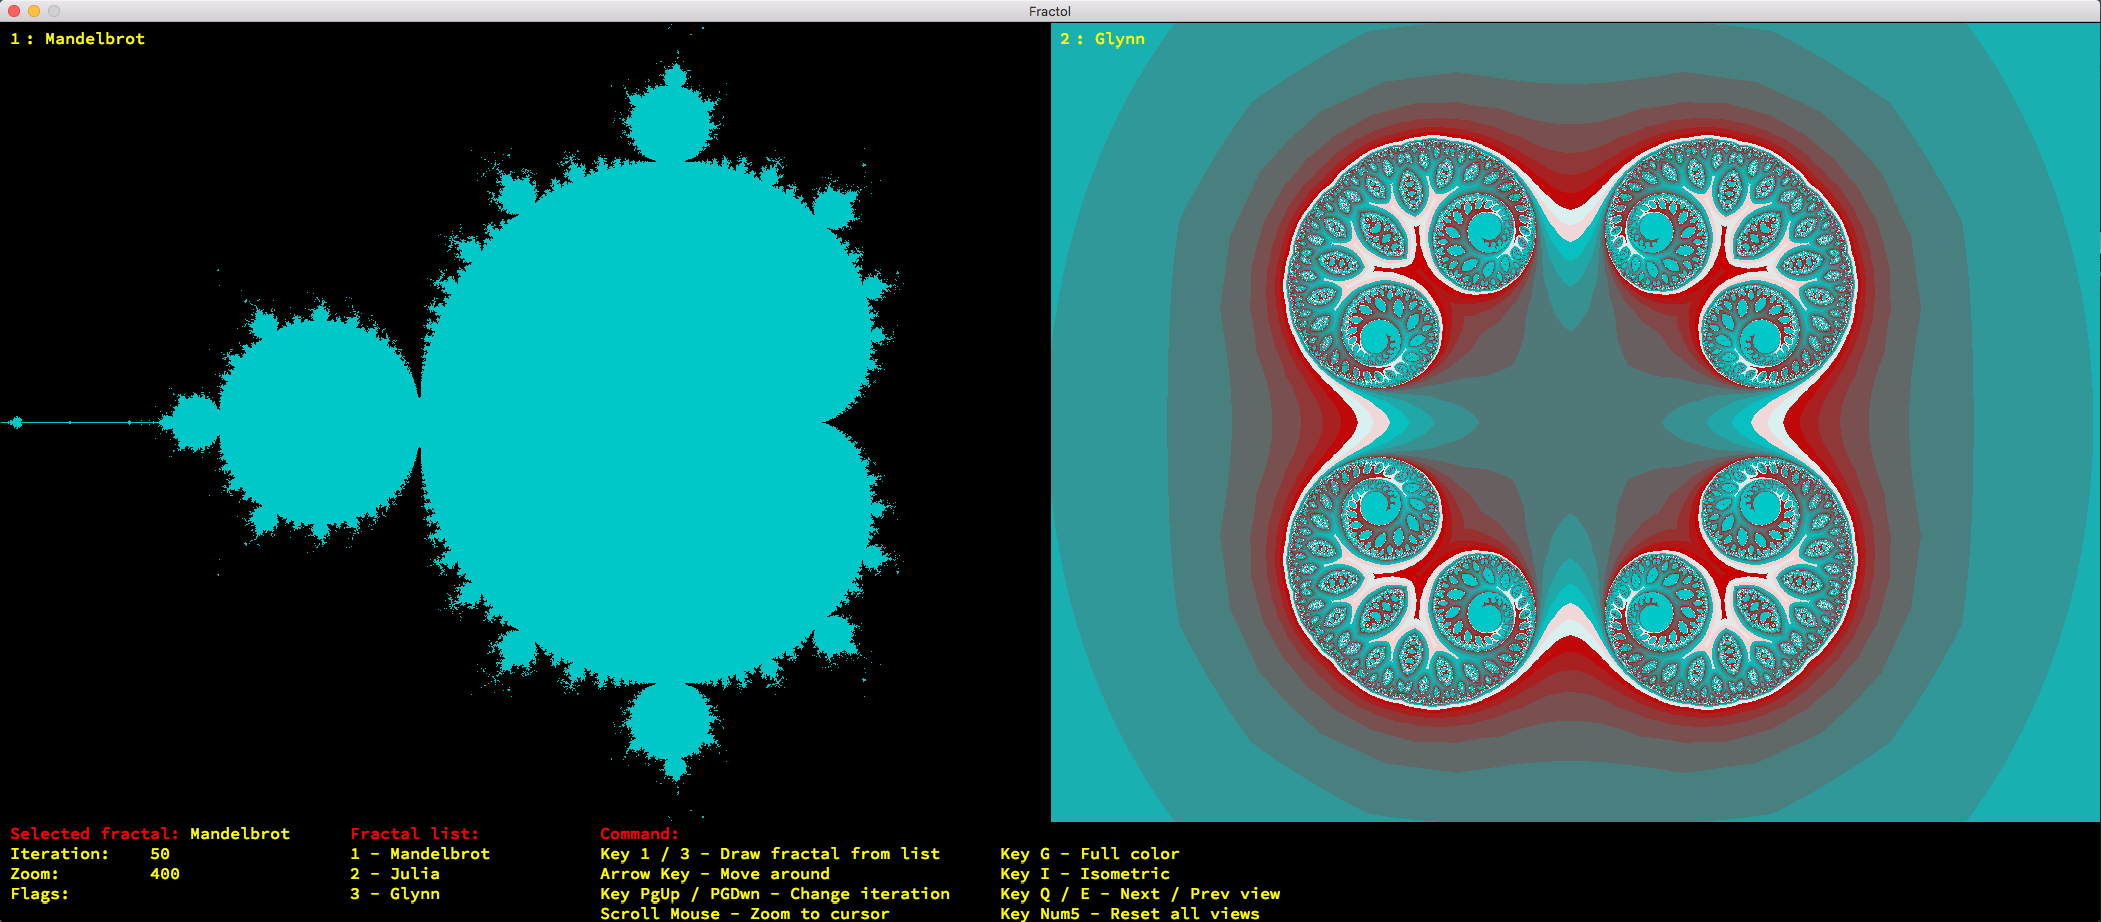 Fractol
1 : Mandelbrot
2 : Glynn
Selected fractal: Mandelbrot
Iteration: 50
Zoom: 400
Flags:
Fractal list:
1 - Mandelbrot
2 - Julia
3 - Glynn
Command:
Key 1 / 3 - Draw fractal from list
Arrow Key - Move around
Key PgUp / PGDwn - Change iteration
Scroll Mouse - Zoom to cursor
Key G - Full color
Key I - Isometric
Key Q / E - Next / Prev view
Key Num5 - Reset all views